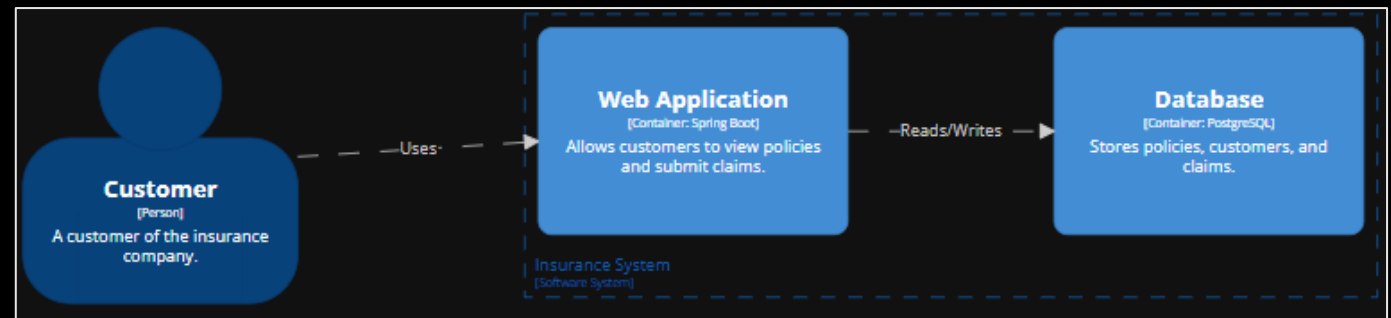 Customer
[Person]
A customer of the insurance
company.
Uses
Web Application
[Container: Spring Boot]
Allows customers to view policies
and submit claims.
Reads/Writes
Database
[Container: PostgreSQL]
Stores policies, customers, and
claims.
Insurance System
[Software System]